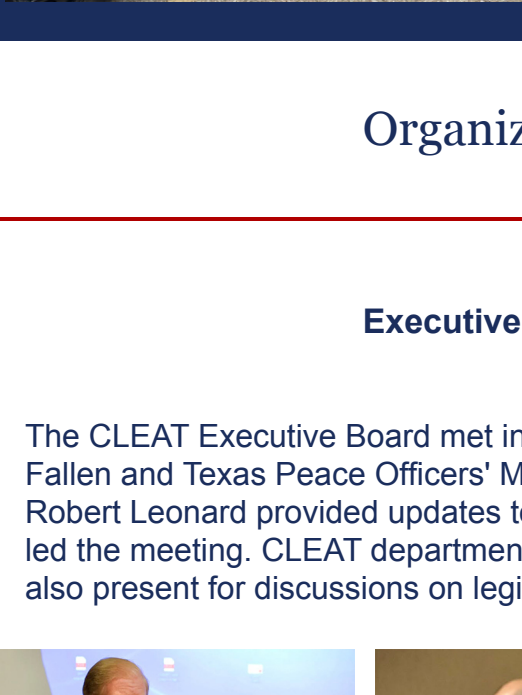 Organiz
Executive
The CLEAT Executive Board met in
Fallen and Texas Peace Officers' M
Robert Leonard provided updates t
led the meeting. CLEAT departmen
also present for discussions on legi